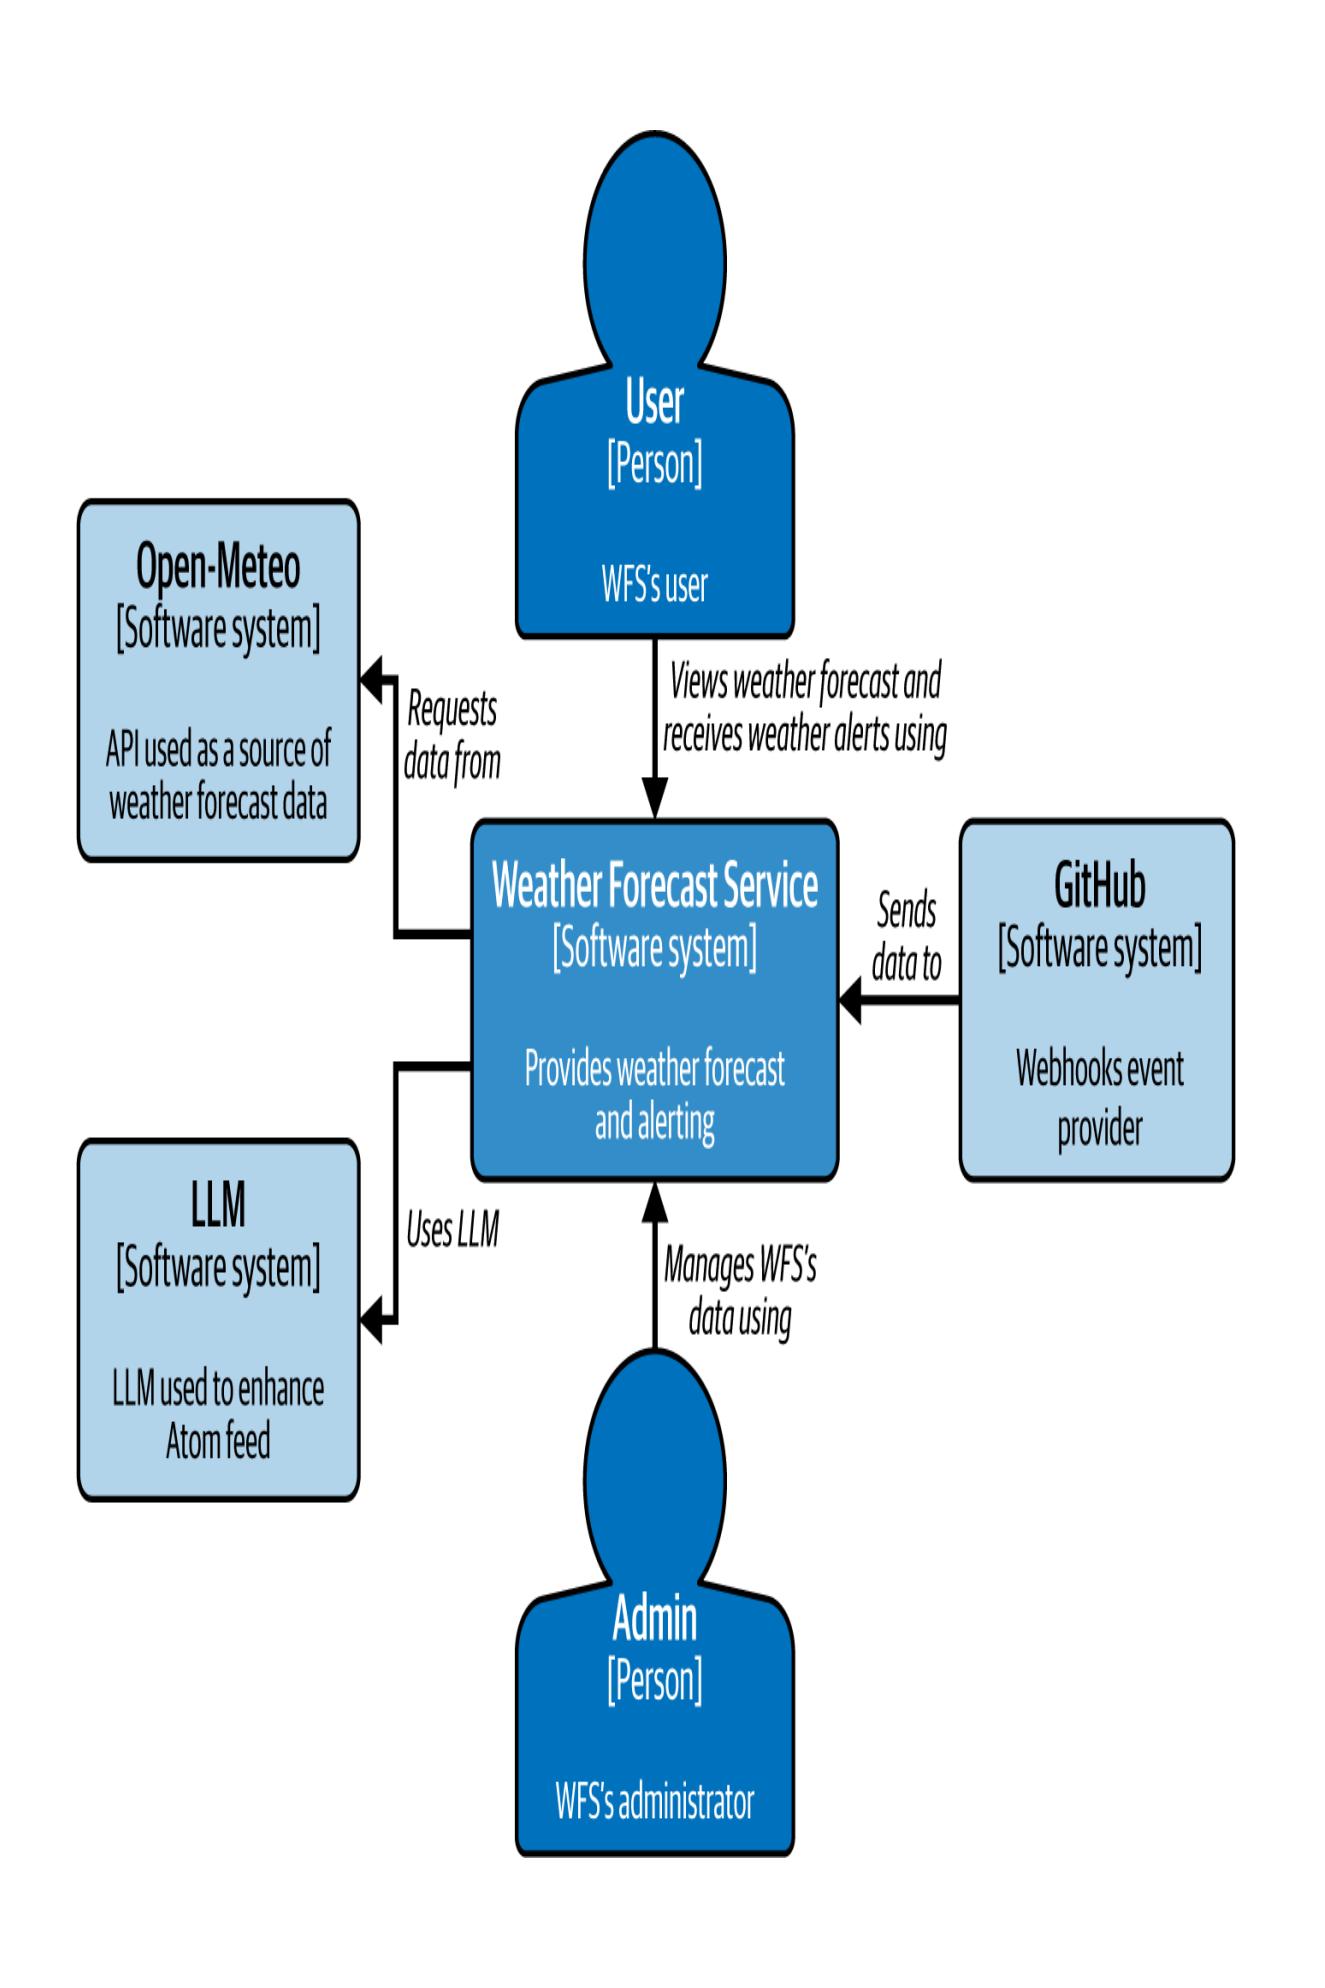 User
[Person]
WFS's user
Open-Meteo
[Software system]
API used as a source of
weather forecast data
Requests
data from
Views weather forecast and
receives weather alerts using
Weather Forecast Service
[Software system]
Provides weather forecast
and alerting
Sends
data to
GitHub
[Software system]
Webhooks event
provider
LLM
[Software system]
LLM used to enhance
Atom feed
Uses LLM
Manages WFS's
data using
Admin
[Person]
WFS's administrator